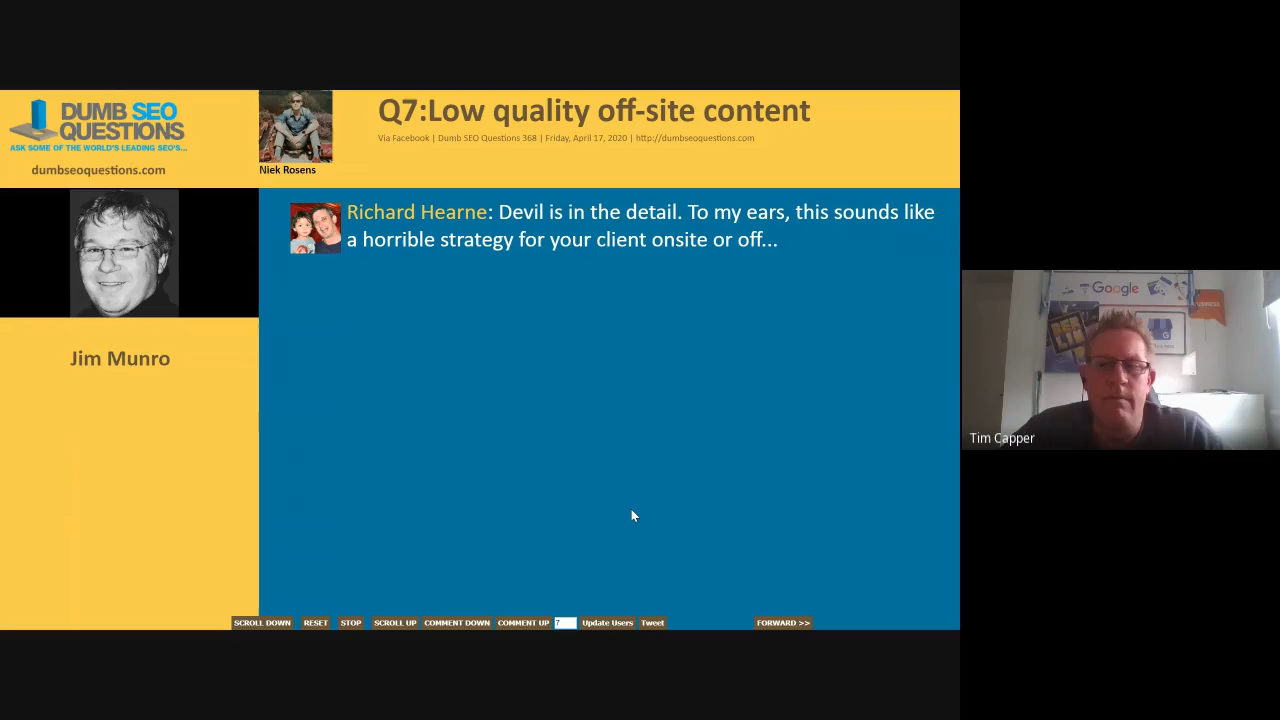 DUMB SEO
QUESTIONS
ASK SOME OF THE WORLD'S LEADING SEO'S...
dumbseoquestions.com
Niek Rosens
Q7:Low quality off-site content
Via Facebook | Dumb SEO Questions 368 | Friday, April 17, 2020 | http://dumbseoquestions.com
Richard Hearne: Devil is in the detail. To my ears, this sounds like
a horrible strategy for your client onsite or off...
Jim Munro
Google
Tim Capper
SCROLL DOWN RESET STOP SCROLL UP COMMENT DOWN COMMENT UP 7 Update Users Tweet FORWARD >>